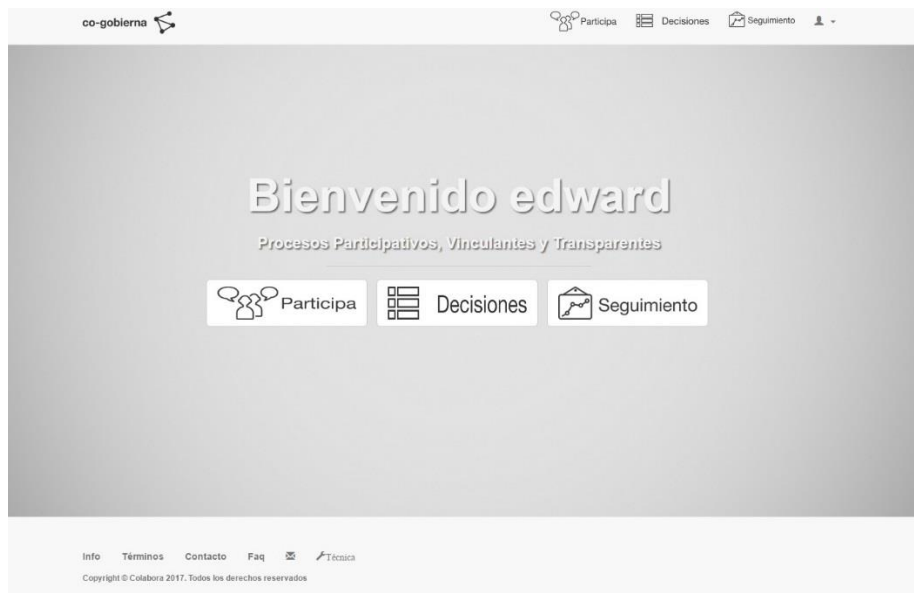 co-gobierna Participa Decisiones Seguimiento
Bienvenido edward
Procesos Participativos, Vinculantes y Transparentes
Participa Decisiones Seguimiento
Info Términos Contacto Faq Técnica
Copyright © Colabora 2017. Todos los derechos reservados